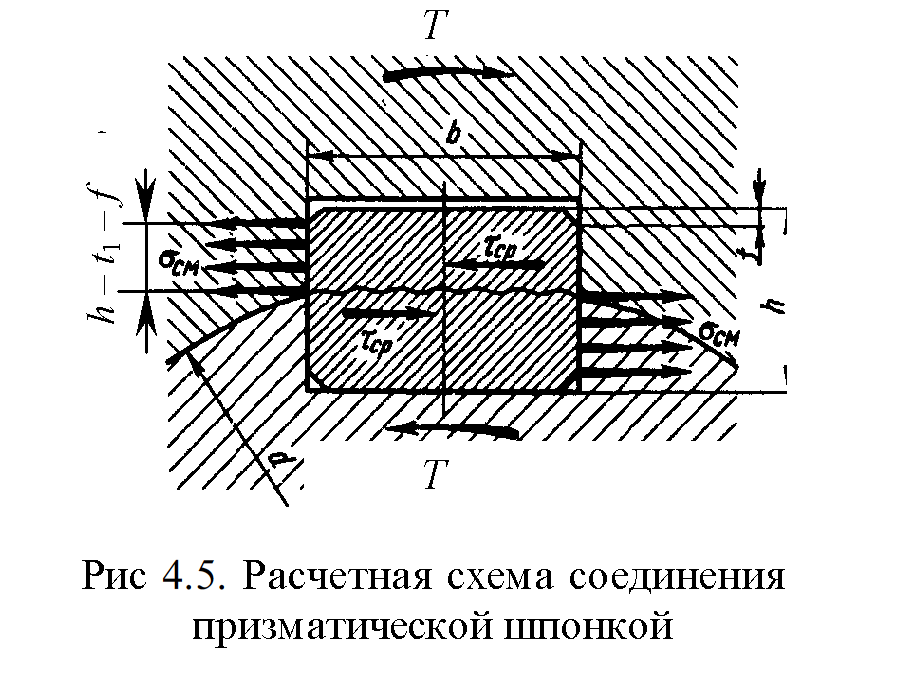 T
b
h – t₁ – f
σсм
τср
f
h
τср
σсм
d
T
Рис 4.5. Расчетная схема соединения
призматической шпонкой